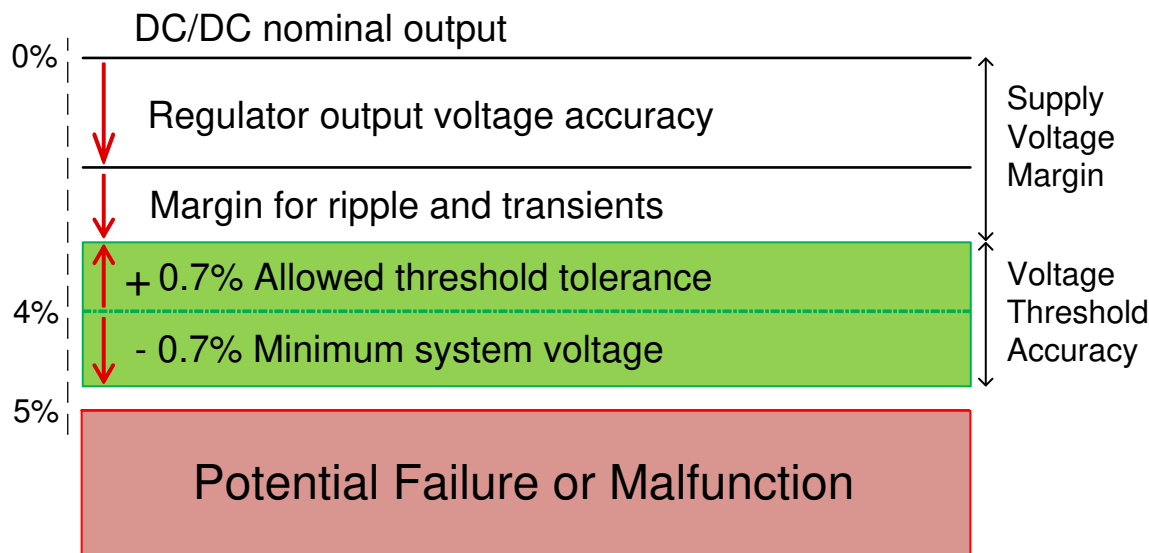 DC/DC nominal output
0%
Regulator output voltage accuracy
Supply
Voltage
Margin
Margin for ripple and transients
+ 0.7% Allowed threshold tolerance
4%
- 0.7% Minimum system voltage
Voltage
Threshold
Accuracy
5%
Potential Failure or Malfunction